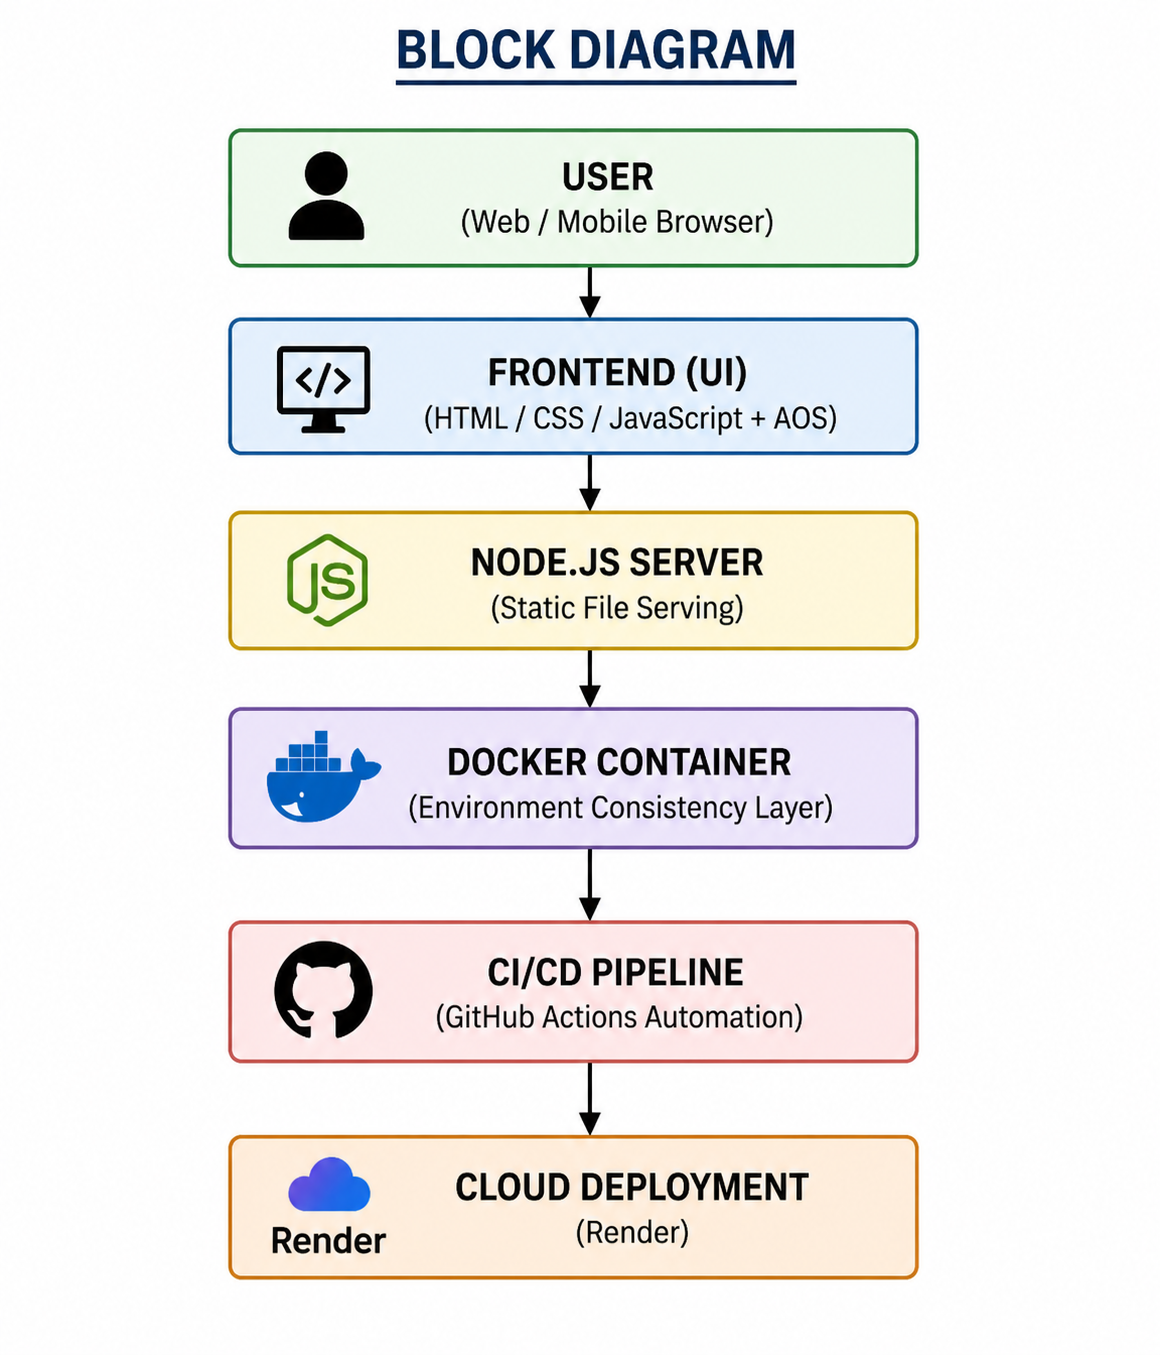 BLOCK DIAGRAM
USER
(Web / Mobile Browser)
</>
FRONTEND (UI)
(HTML / CSS / JavaScript + AOS)
JS
NODE.JS SERVER
(Static File Serving)
DOCKER CONTAINER
(Environment Consistency Layer)
CI/CD PIPELINE
(GitHub Actions Automation)
Render
CLOUD DEPLOYMENT
(Render)